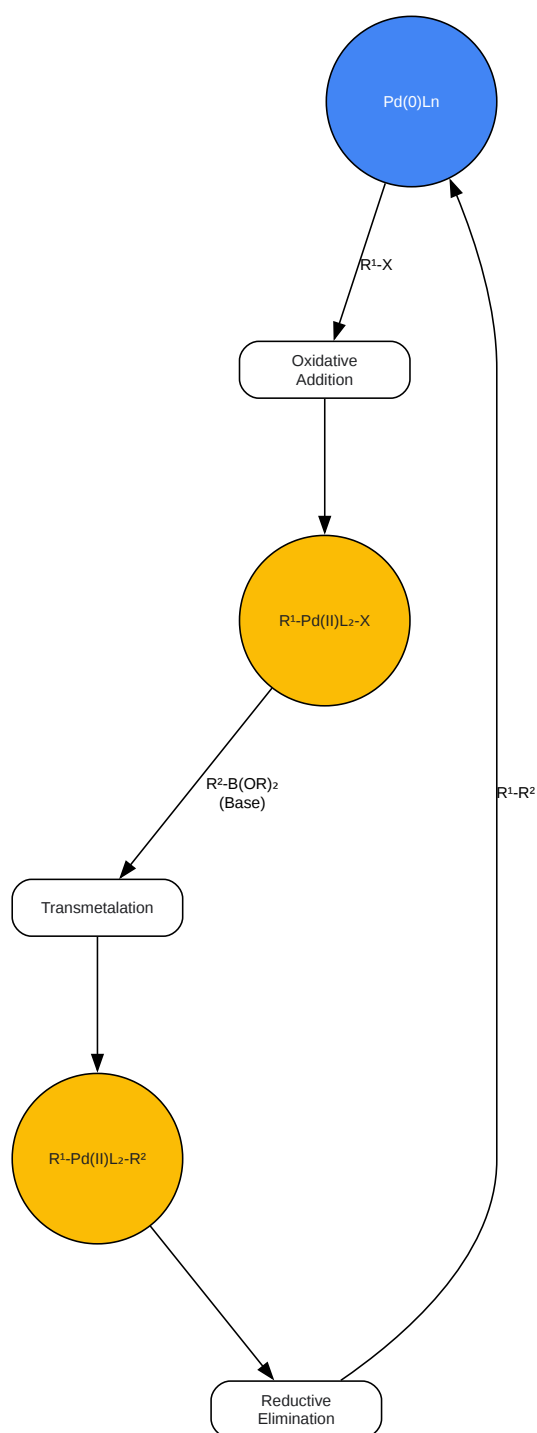 Pd(0)Ln
R¹-X
Oxidative
Addition
R¹-Pd(II)L₂-X
R²-B(OR)₂
(Base)
R¹-R²
Transmetalation
R¹-Pd(II)L₂-R²
Reductive
Elimination